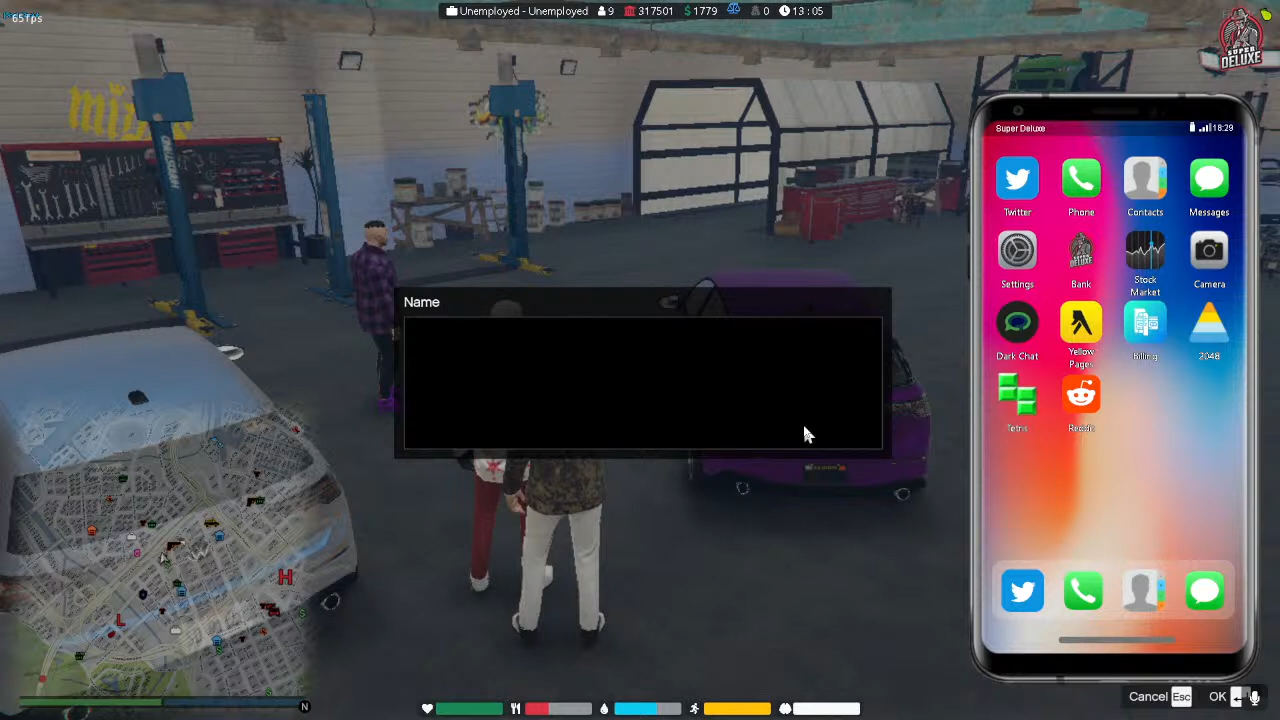 65fps
Unemployed - Unemployed 9 317501 $ 1779 0 13:05
SUPER
DELUXE
Super Deluxe 18:29
Twitter Phone Contacts Messages
Settings Bank Stock Market Camera
Dark Chat Yellow Pages Billing 2048
Tetris Reddit
Name
H
L
N
Cancel Esc OK